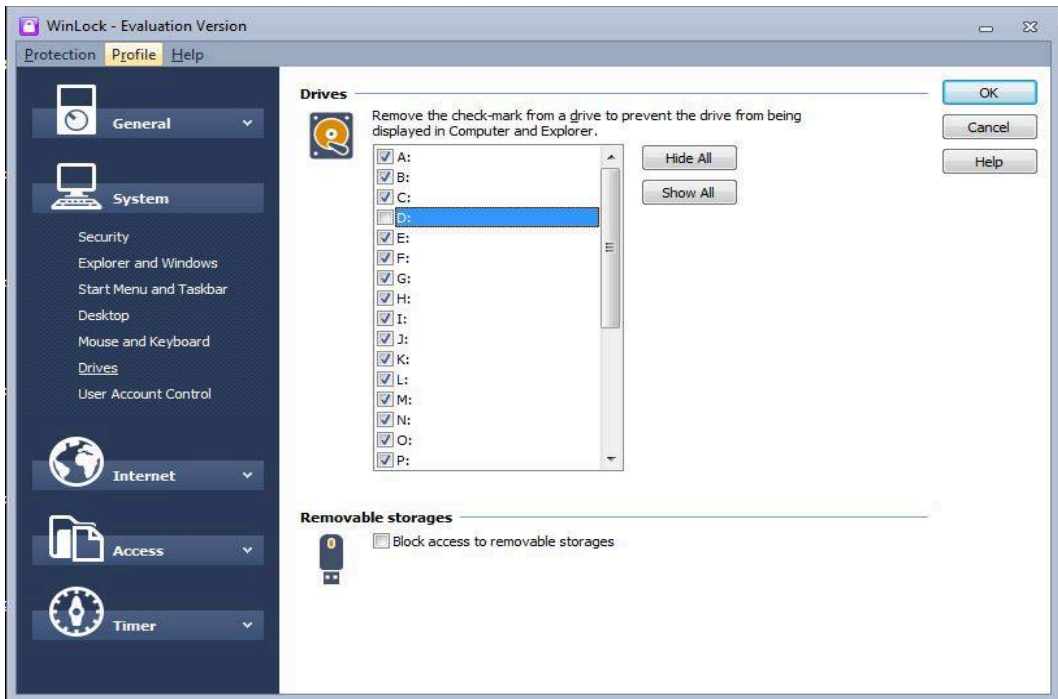 WinLock - Evaluation Version
Protection Profile Help
General
System
Security
Explorer and Windows
Start Menu and Taskbar
Desktop
Mouse and Keyboard
Drives
User Account Control
Internet
Access
Timer
Drives
Remove the check-mark from a drive to prevent the drive from being
displayed in Computer and Explorer.
A:
B:
C:
D:
E:
F:
G:
H:
I:
J:
K:
L:
M:
N:
O:
P:
Hide All
Show All
Removable storages
Block access to removable storages
OK
Cancel
Help